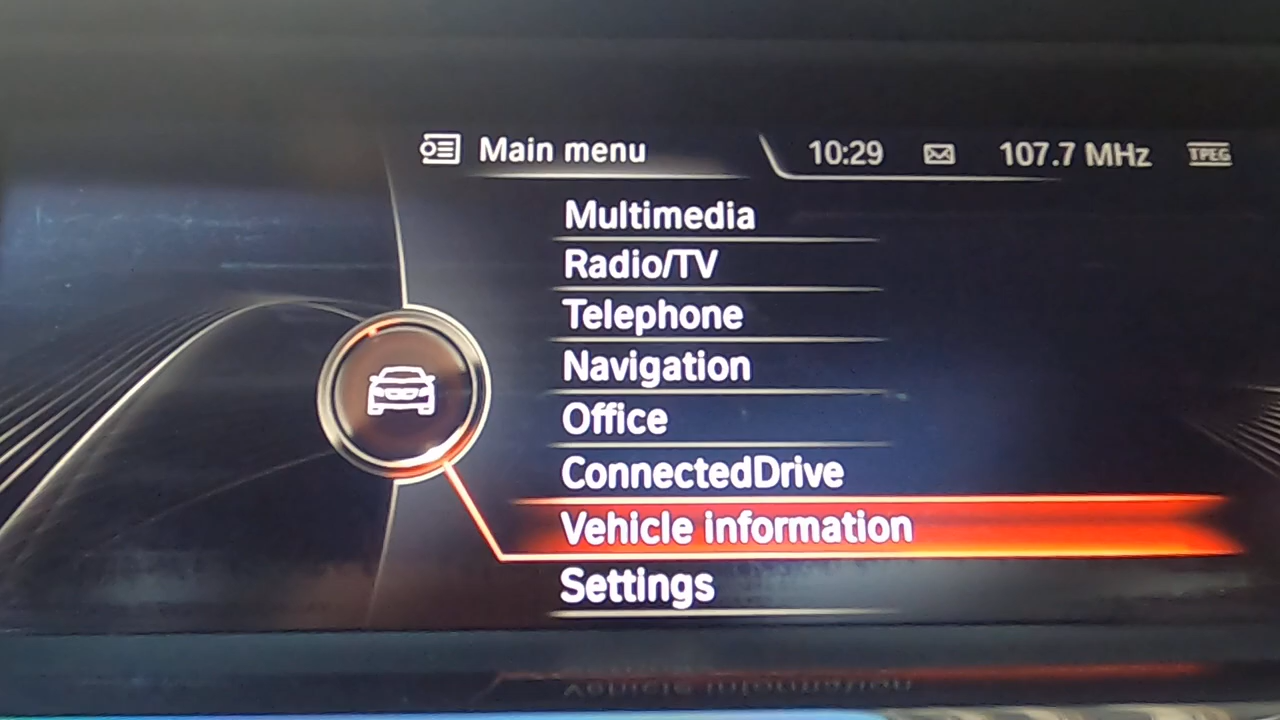 Main menu 10:29 107.7 MHz TPEG
Multimedia
Radio/TV
Telephone
Navigation
Office
ConnectedDrive
Vehicle information
Settings